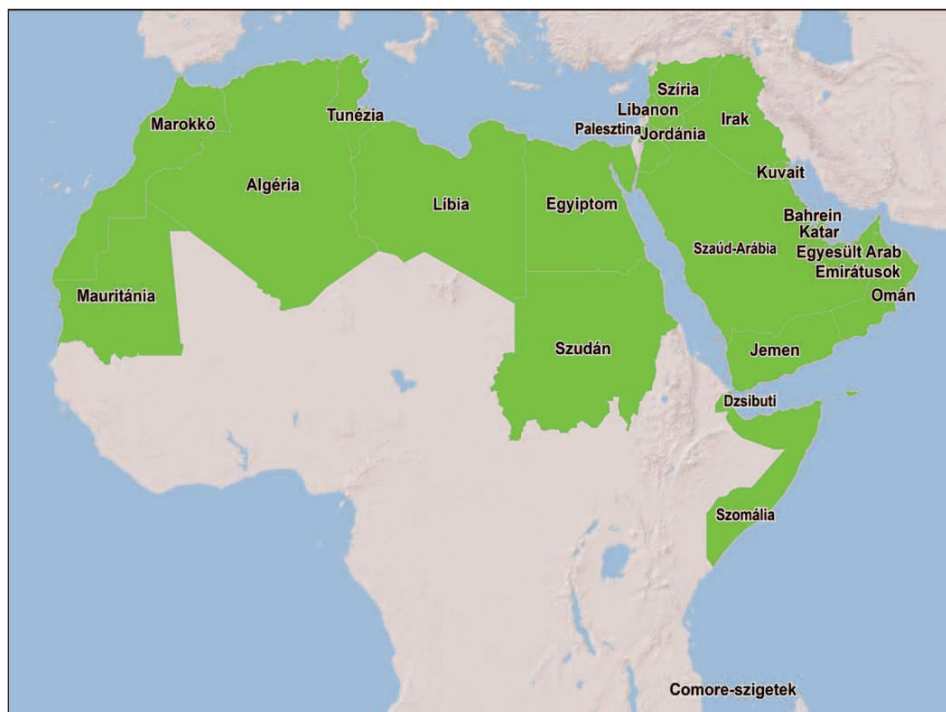 Szíria
Libanon
Irak
Marokkó
Tunézia
Palesztina
Jordánia
Kuvait
Algéria
Líbia
Egyiptom
Bahrein
Katar
Szaúd-Arábia
Egyesült Arab
Emirátusok
Mauritánia
Omán
Szudán
Jemen
Dzsibuti
Szomália
Comore-szigetek